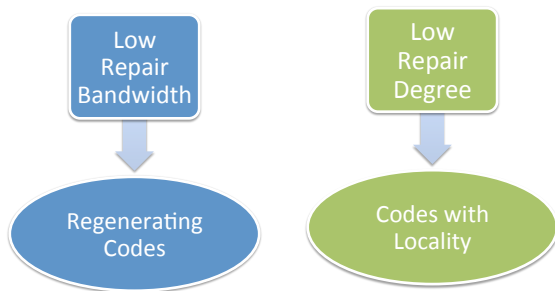 Low
Repair
Bandwidth
Low
Repair
Degree
Regenerating
Codes
Codes with
Locality